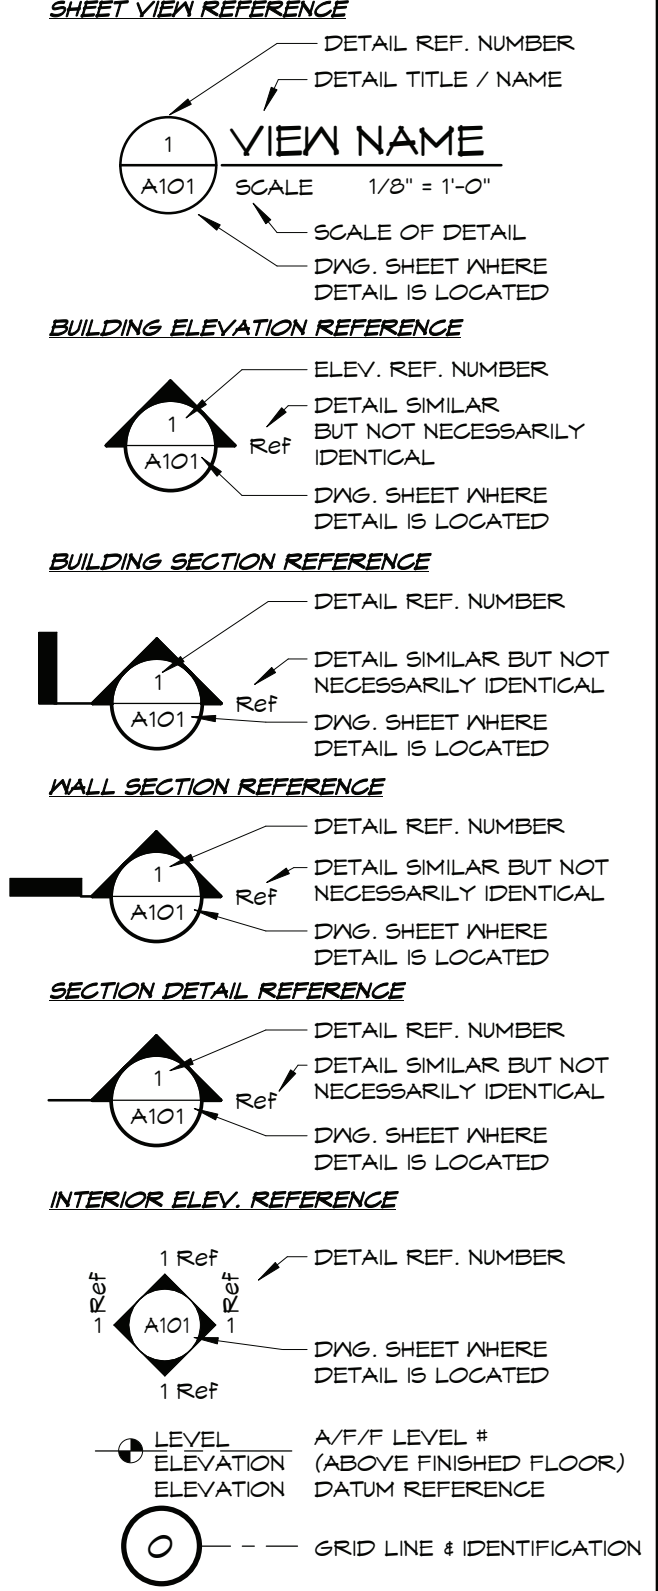 SHEET VIEW REFERENCE
DETAIL REF. NUMBER
DETAIL TITLE / NAME
1 VIEW NAME
A101 SCALE 1/8" = 1'-0"
SCALE OF DETAIL
DWG. SHEET WHERE
DETAIL IS LOCATED
BUILDING ELEVATION REFERENCE
ELEV. REF. NUMBER
DETAIL SIMILAR
1
BUT NOT NECESSARILY
Ref
IDENTICAL
A101
DWG. SHEET WHERE
DETAIL IS LOCATED
BUILDING SECTION REFERENCE
DETAIL REF. NUMBER
DETAIL SIMILAR BUT NOT
1
NECESSARILY IDENTICAL
Ref
A101
DWG. SHEET WHERE
DETAIL IS LOCATED
WALL SECTION REFERENCE
DETAIL REF. NUMBER
1
DETAIL SIMILAR BUT NOT
Ref
NECESSARILY IDENTICAL
A101
DWG. SHEET WHERE
DETAIL IS LOCATED
SECTION DETAIL REFERENCE
DETAIL REF. NUMBER
DETAIL SIMILAR BUT NOT
1
NECESSARILY IDENTICAL
Ref
A101
DWG. SHEET WHERE
DETAIL IS LOCATED
INTERIOR ELEV. REFERENCE
1 Ref
DETAIL REF. NUMBER
1 Ref
1 Ref
A101
DWG. SHEET WHERE
DETAIL IS LOCATED
1 Ref
LEVEL A/F/F LEVEL #
ELEVATION (ABOVE FINISHED FLOOR)
ELEVATION DATUM REFERENCE
0 GRID LINE & IDENTIFICATION